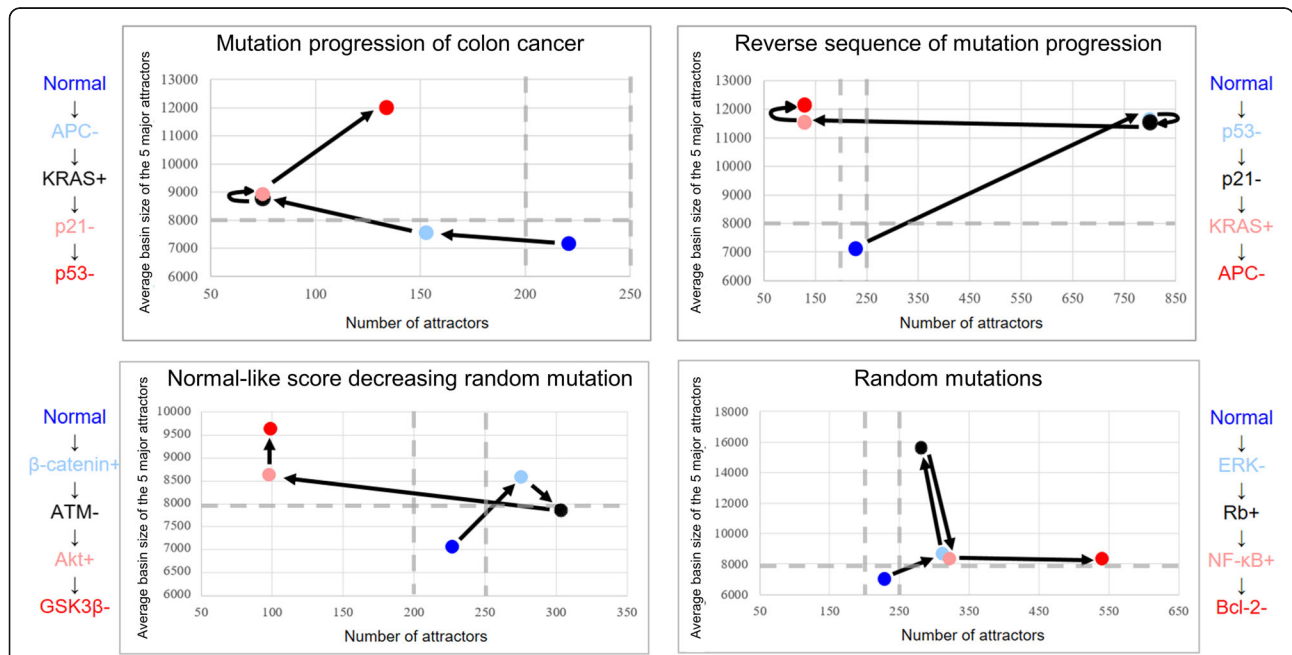 Mutation progression of colon cancer
Normal
↓
APC-
↓
KRAS+
↓
p21-
↓
p53-
Average basin size of the 5 major attractors
13000
12000
11000
10000
9000
8000
7000
6000
50 100 150 200 250
Number of attractors
Reverse sequence of mutation progression
Average basin size of the 5 major attractors
13000
12000
11000
10000
9000
8000
7000
6000
50 150 250 350 450 550 650 750 850
Number of attractors
Normal
↓
p53-
↓
p21-
↓
KRAS+
↓
APC-
Normal-like score decreasing random mutation
Normal
↓
β-catenin+
↓
ATM-
↓
Akt+
↓
GSK3β-
Average basin size of the 5 major attractors
10000
9500
9000
8500
8000
7500
7000
6500
6000
50 100 150 200 250 300 350
Number of attractors
Random mutations
Average basin size of the 5 major attractors
18000
16000
14000
12000
10000
8000
6000
50 150 250 350 450 550 650
Number of attractors
Normal
↓
ERK-
↓
Rb+
↓
NF-κB+
↓
Bcl-2-